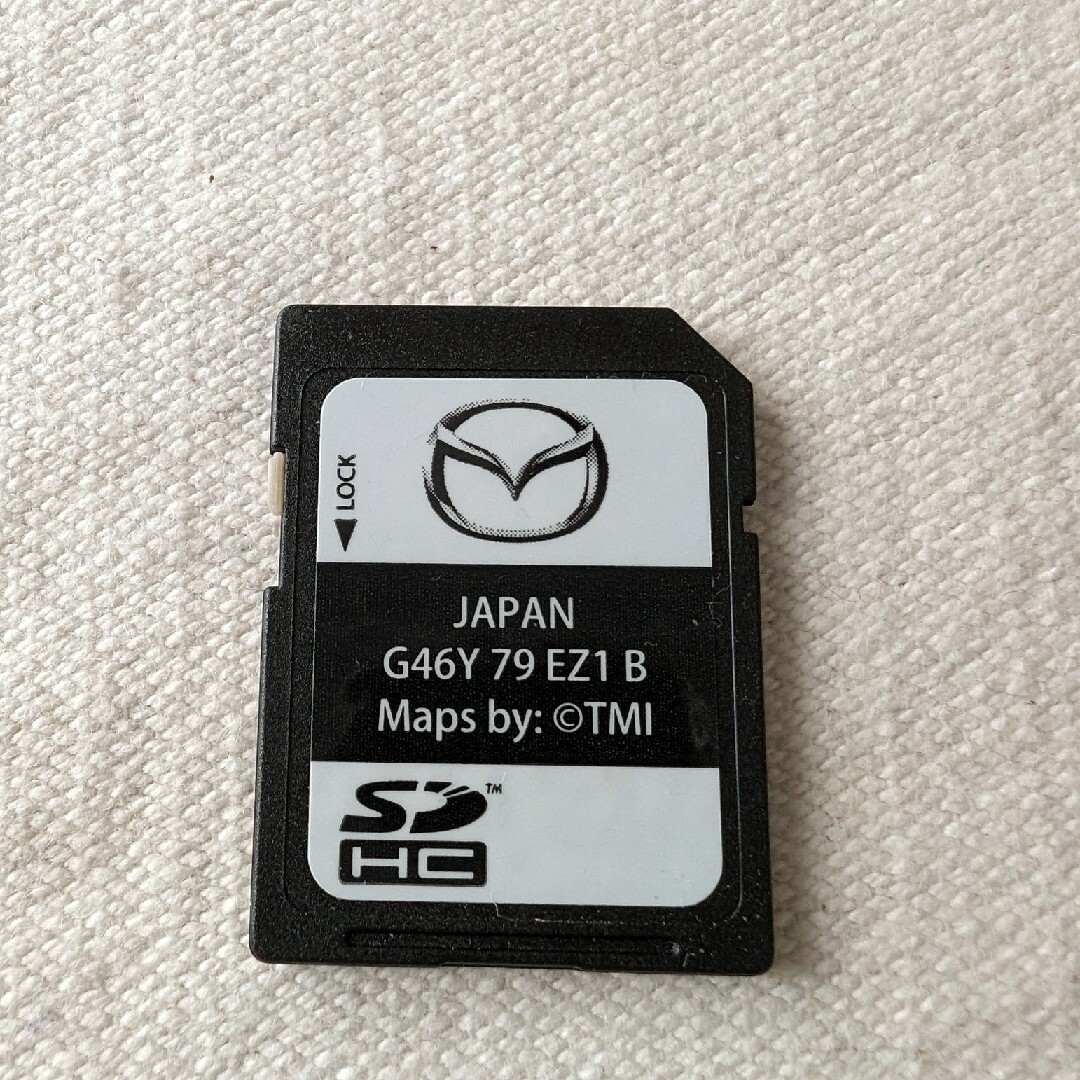 LOCK
JAPAN
G46Y 79 EZ1 B
Maps by: ©TMI
SD™
HC